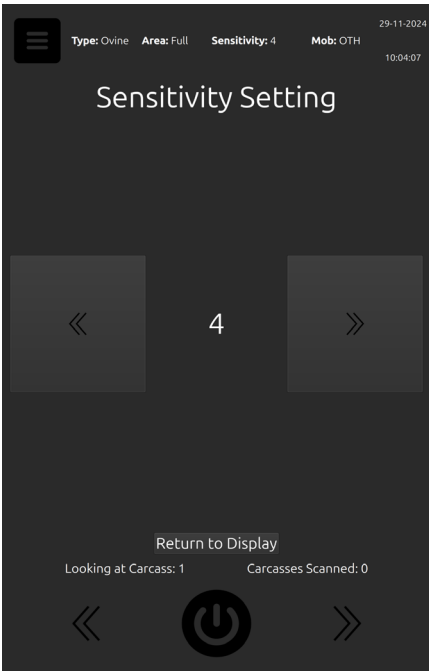 29-11-2024
Type: Ovine Area: Full Sensitivity: 4 Mob: OTH
10:04:07
Sensitivity Setting
4
Return to Display
Looking at Carcass: 1 Carcasses Scanned: 0